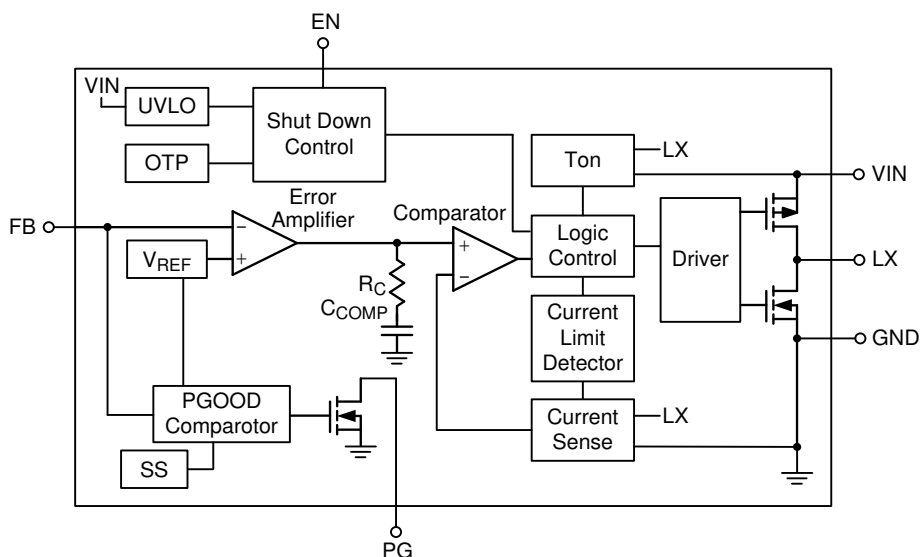 EN
VIN
UVLO
OTP
Shut Down
Control
Ton
LX
VIN
Error
Amplifier
Comparator
FB
−
+
VREF
+
−
RC
CCOMP
Logic
Control
Driver
LX
Current
Limit
Detector
GND
PGOOD
Comparotor
SS
Current
Sense
LX
PG